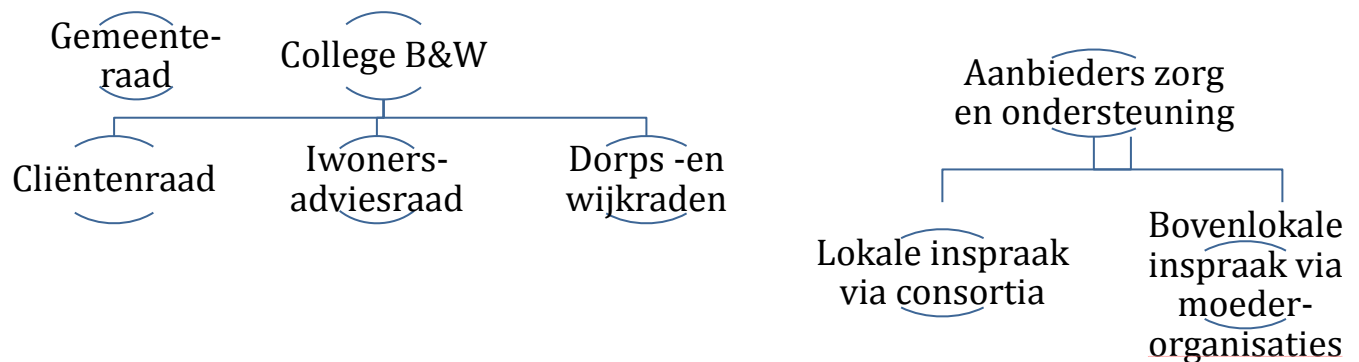 Gemeente-
raad
College B&W
Cliëntenraad
Iwoners-
adviesraad
Dorps -en
wijkraden
Aanbieders zorg
en ondersteuning
Lokale inspraak
via consortia
Bovenlokale
inspraak via
moeder-
organisaties